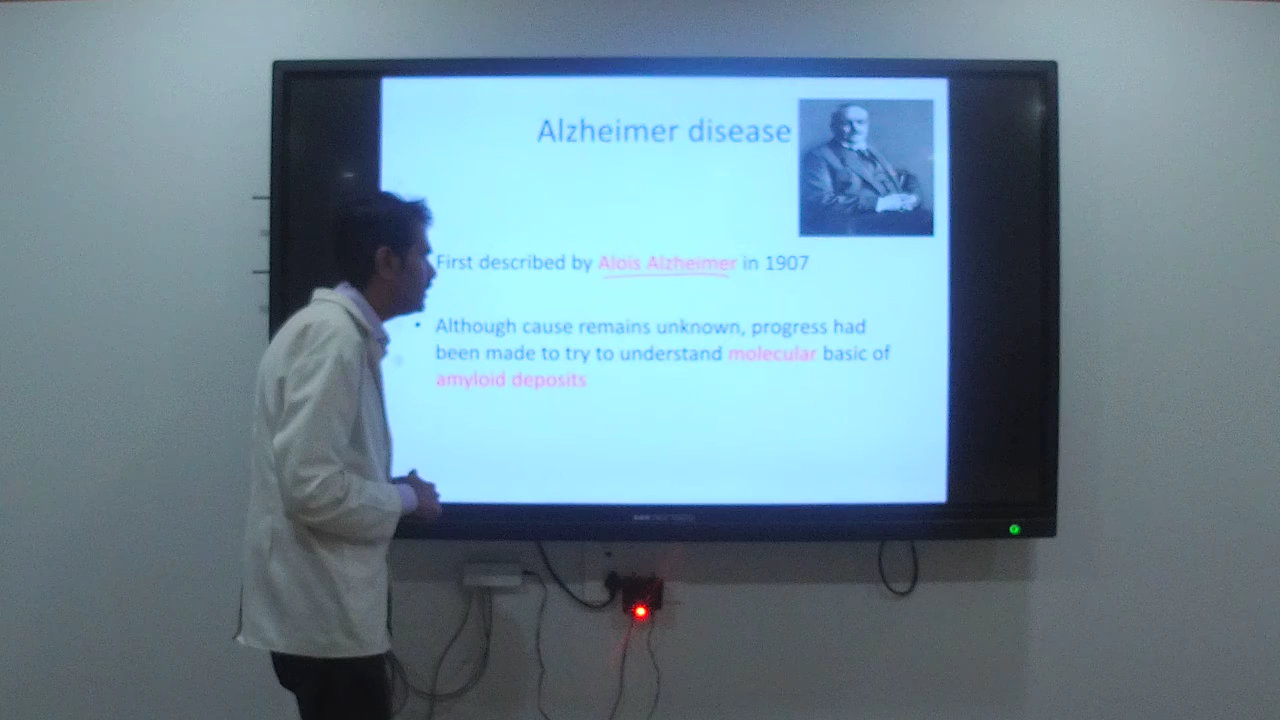 Alzheimer disease
First described by Alois Alzheimer in 1907
• Although cause remains unknown, progress had
been made to try to understand molecular basic of
amyloid deposits